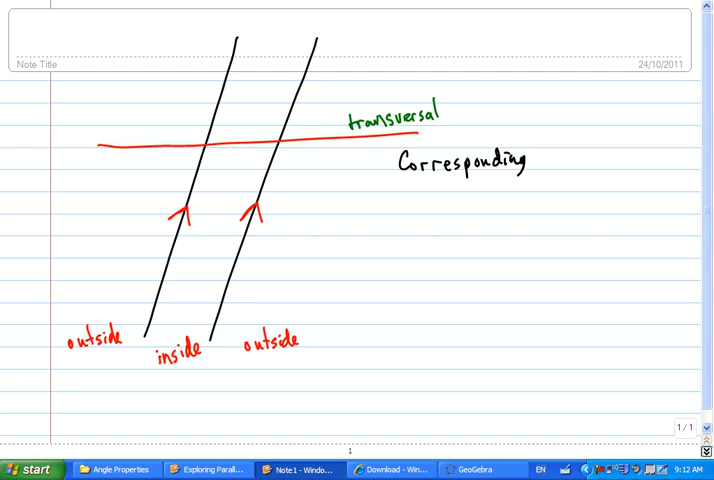 Note Title
24/10/2011
transversal
Corresponding
outside
inside
outside
1 / 1
1
start
Angle Properties
Exploring Parall...
Note1 - Windo...
Download - Win...
GeoGebra
EN
9:12 AM